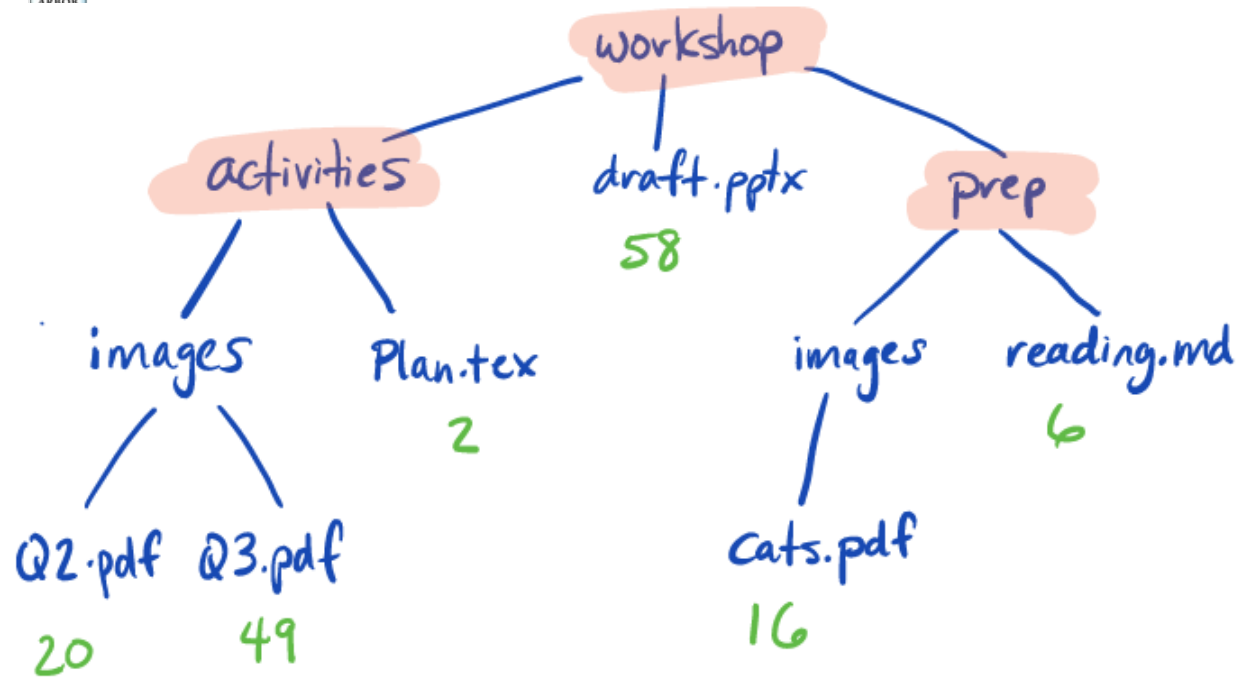 workshop
activities
draft.pptx
prep
58
images
Plan.tex
images
reading.md
2
6
Q2.pdf
Q3.pdf
Cats.pdf
20
49
16